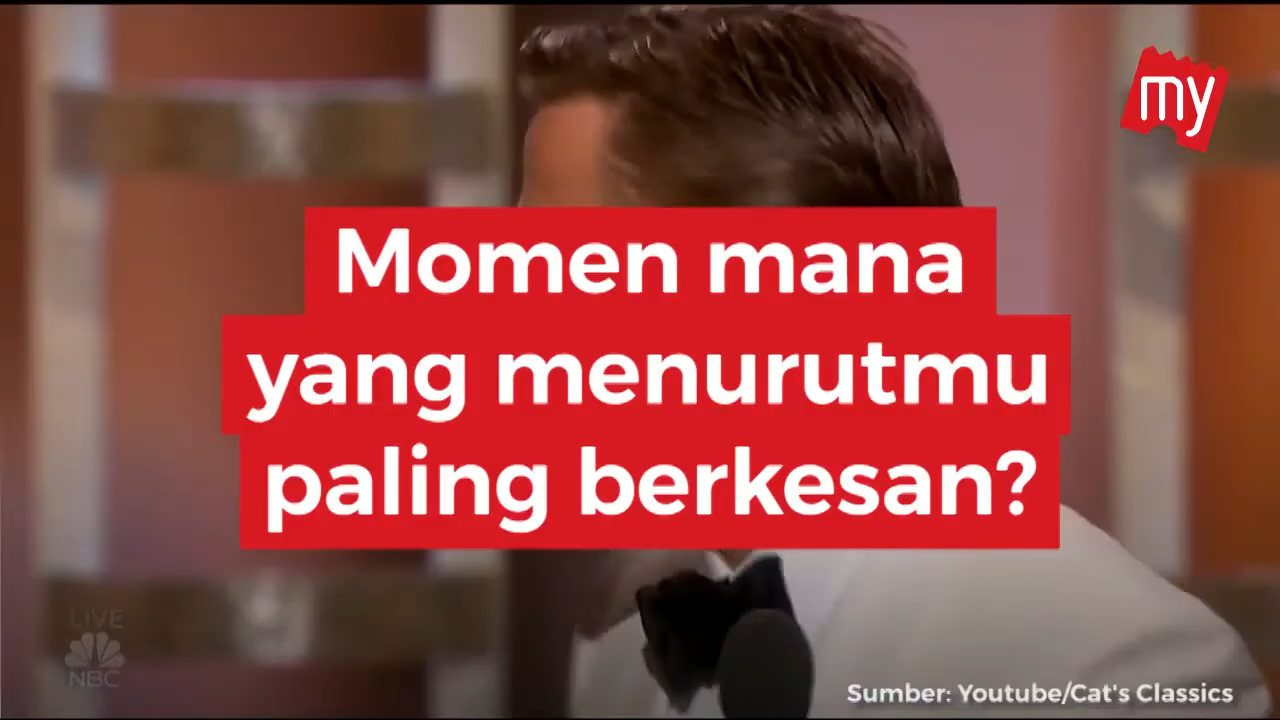 my
Momen mana
yang menurutmu
paling berkesan?
LIVE
NBC
Sumber: Youtube/Cat's Classics